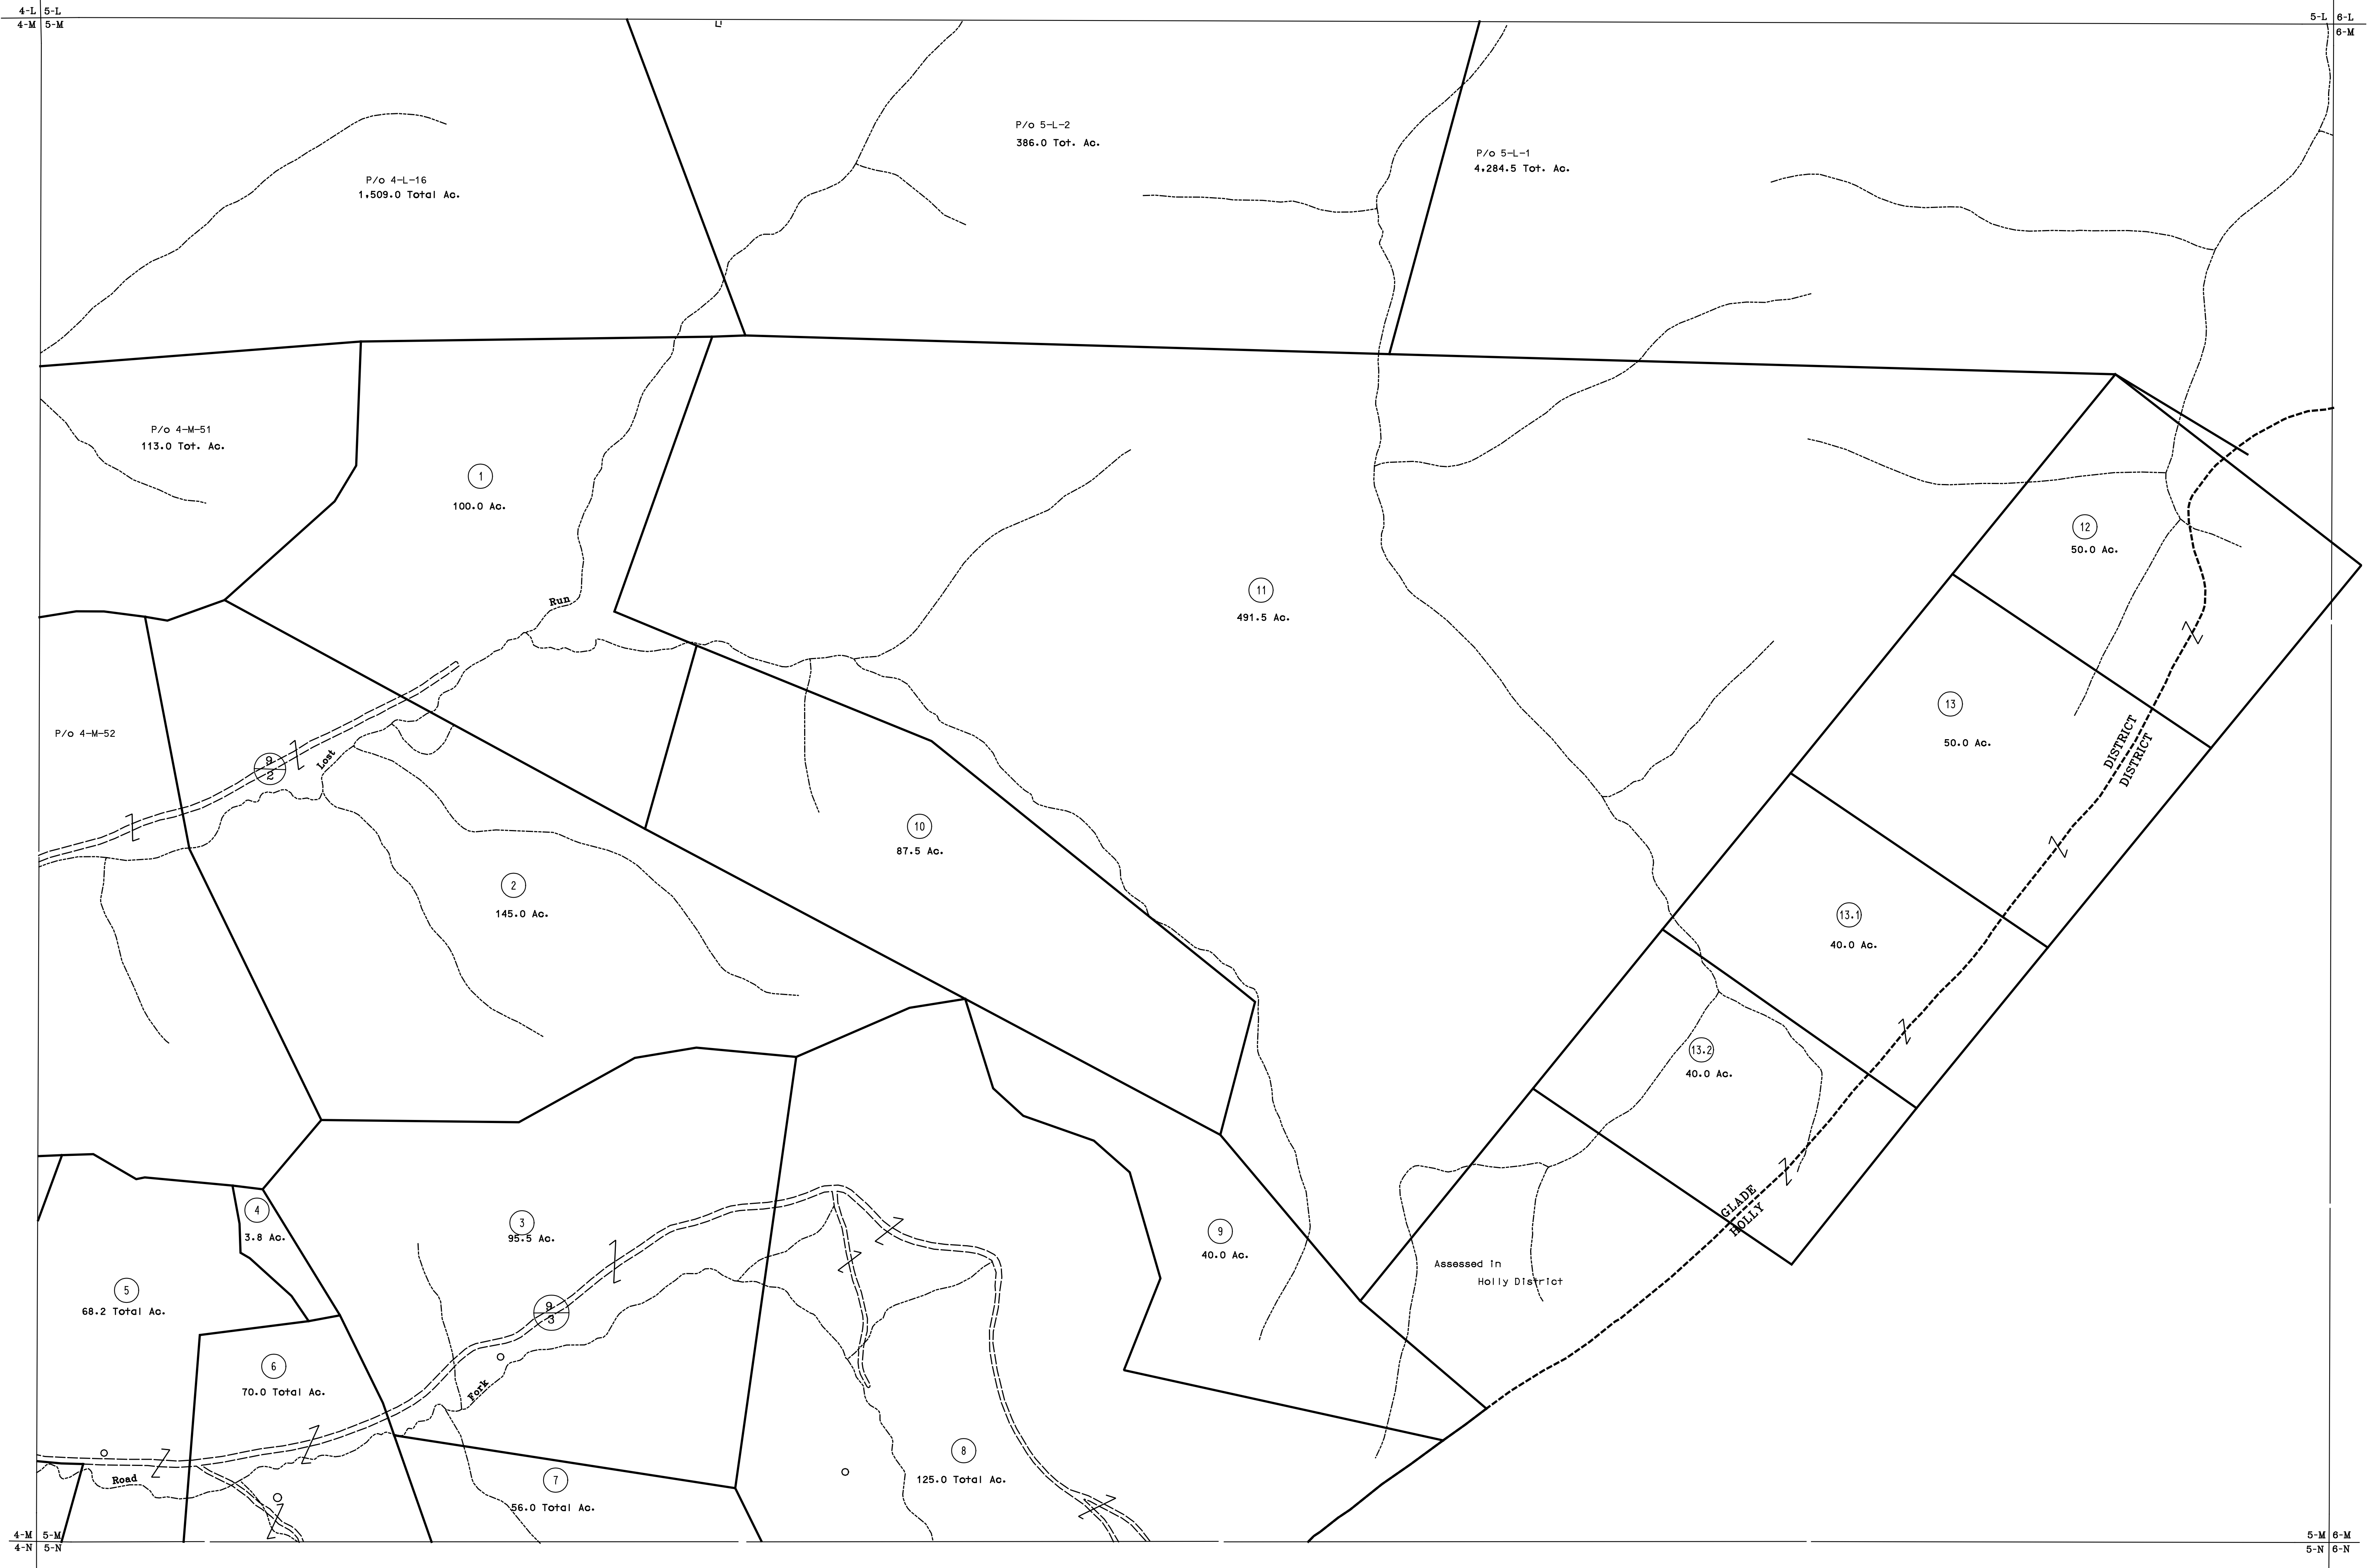 4-L 5-L
5-L 6-L
4-M 5-M
6-M
P/o 5-L-2
386.0 Tot. Ac.
P/o 5-L-1
4,284.5 Tot. Ac.
P/o 4-L-16
1,509.0 Total Ac.
P/o 4-M-51
113.0 Tot. Ac.
1
100.0 Ac.
12
50.0 Ac.
11
491.5 Ac.
Run
13
50.0 Ac.
P/o 4-M-52
DISTRICT
DISTRICT
Lost
9
2
10
87.5 Ac.
2
145.0 Ac.
13.1
40.0 Ac.
13.2
40.0 Ac.
4
3.8 Ac.
3
95.5 Ac.
9
40.0 Ac.
GLADE
HOLLY
Assessed in
Holly District
5
68.2 Total Ac.
9
3
6
70.0 Total Ac.
Fork
8
125.0 Total Ac.
Road
7
56.0 Total Ac.
4-M 5-M
5-M 6-M
4-N 5-N
5-N 6-N